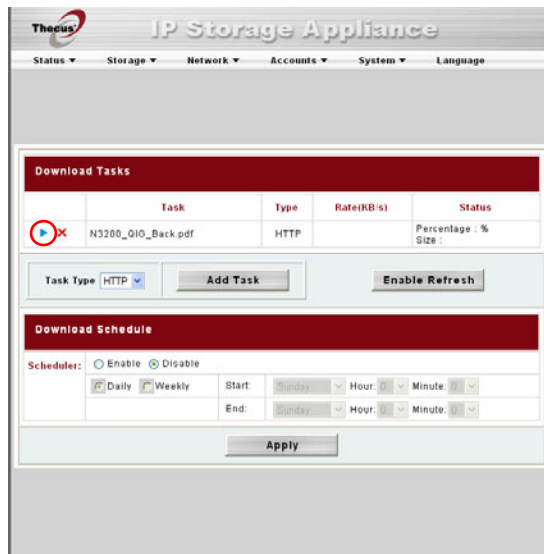 Thecus IP Storage Appliance
Status Storage Network Accounts System Language
Download Tasks
Task Type Rate(KB/s) Status
N3200_QIG_Back.pdf HTTP Percentage : %
Size :
Task Type HTTP Add Task Enable Refresh
Download Schedule
Scheduler: Enable Disable
Daily Weekly Start: Sunday Hour: 0 Minute: 0
End: Sunday Hour: 0 Minute: 0
Apply